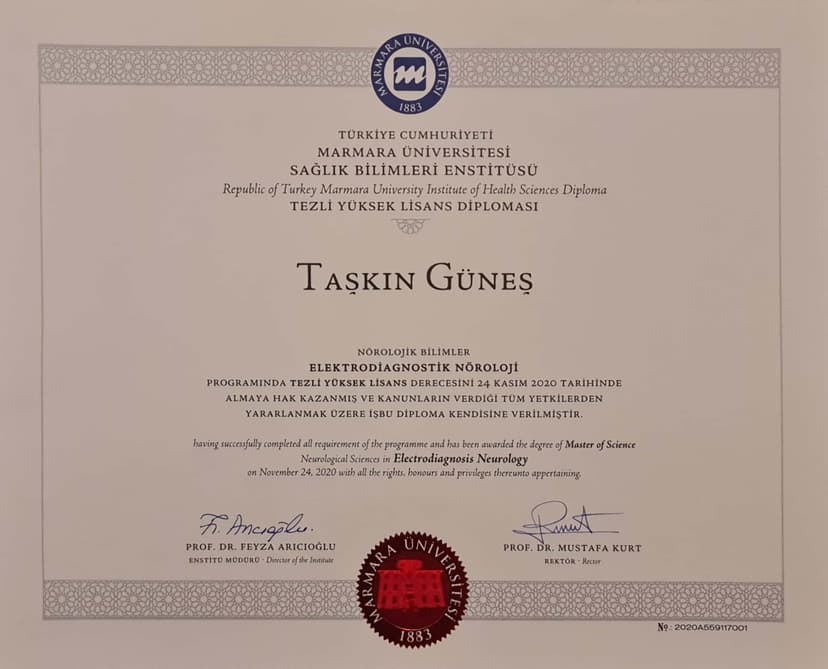 MARMARA ÜNİVERSİTESİ
m
1883
TÜRKİYE CUMHURİYETİ
MARMARA ÜNİVERSİTESİ
SAĞLIK BİLİMLERİ ENSTİTÜSÜ
Republic of Turkey Marmara University Institute of Health Sciences Diploma
TEZLİ YÜKSEK LİSANS DİPLOMASI
TAŞKIN GÜNEŞ
NÖROLOJİK BİLİMLER
ELEKTRODİAGNOSTİK NÖROLOJİ
PROGRAMINDA TEZLİ YÜKSEK LİSANS DERECESİNİ 24 KASIM 2020 TARİHİNDE
ALMAYA HAK KAZANMIŞ VE KANUNLARIN VERDİĞİ TÜM YETKİLERDEN
YARARLANMAK ÜZERE İŞBU DİPLOMA KENDİSİNE VERİLMİŞTİR.
having successfully completed all requirement of the programme and has been awarded the degree of Master of Science
Neurological Sciences in Electrodiagnosis Neurology
on November 24, 2020 with all the rights, honours and privileges thereunto appertaining.
F. Arıcıoğlu.
PROF. DR. FEYZA ARICIOĞLU
ENSTİTÜ MÜDÜRÜ - Director of the Institute
PROF. DR. MUSTAFA KURT
REKTÖR - Rector
MARMARA ÜNİVERSİTESİ
1883
№.: 2020A559117001